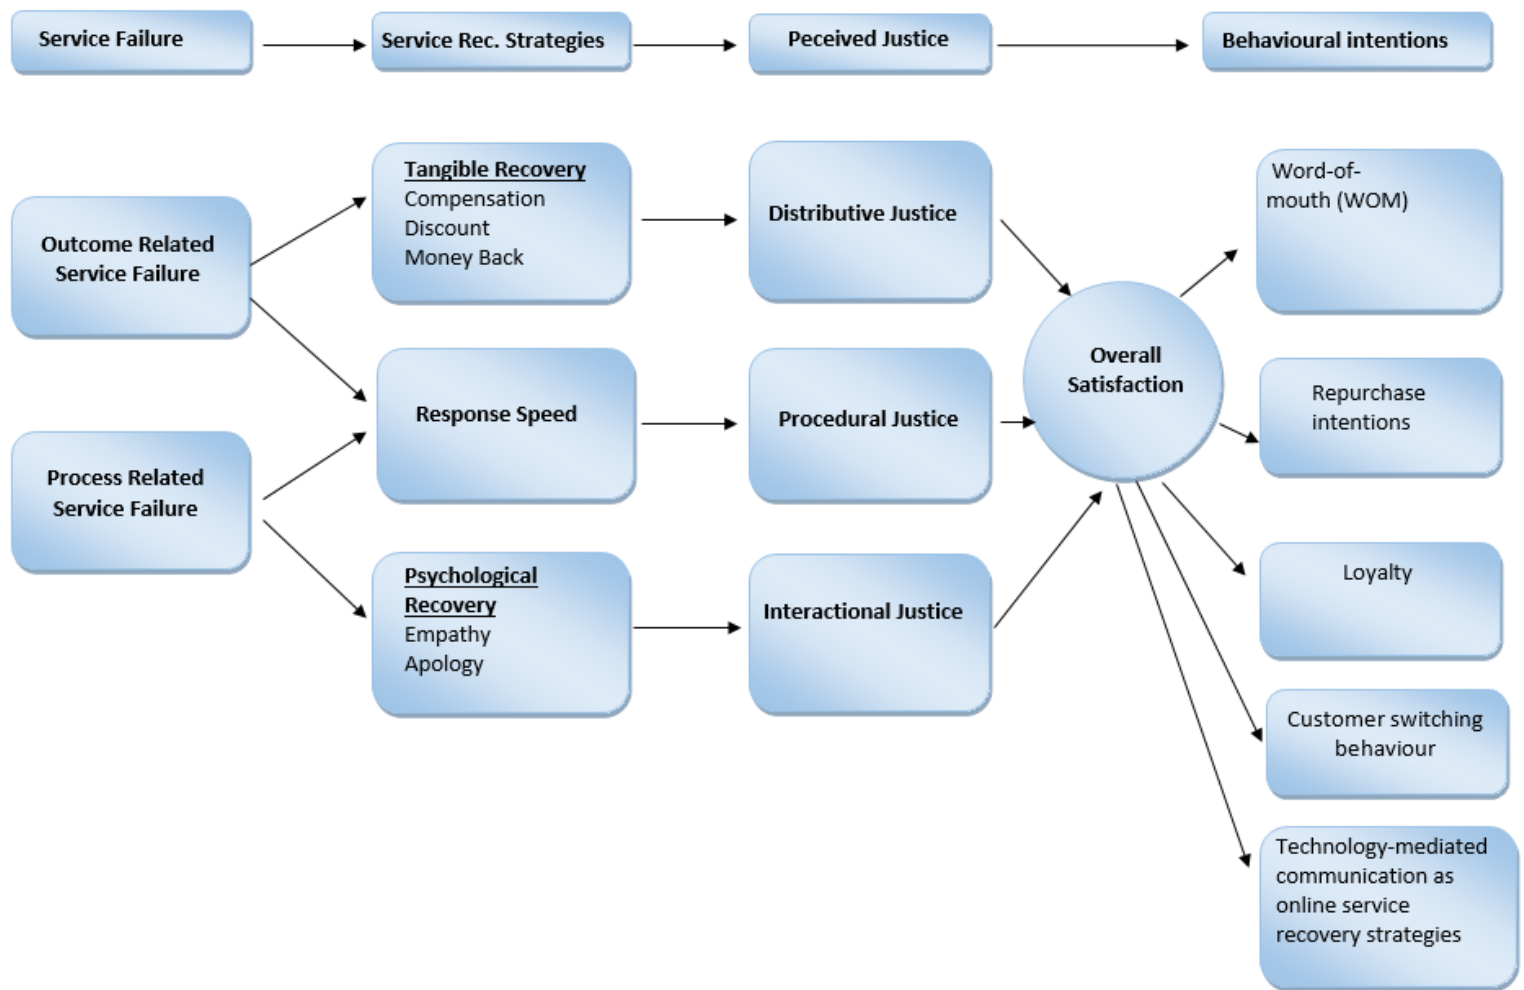 Service Failure
Service Rec. Strategies
Pecived Justice
Behavioural intentions
Outcome Related
Service Failure
Process Related
Service Failure
Tangible Recovery
Compensation
Discount
Money Back
Response Speed
Psychological
Recovery
Empathy
Apology
Distributive Justice
Procedural Justice
Interactional Justice
Overall
Satisfaction
Word-of-
mouth (WOM)
Repurchase
intentions
Loyalty
Customer switching
behaviour
Technology-mediated
communication as
online service
recovery strategies